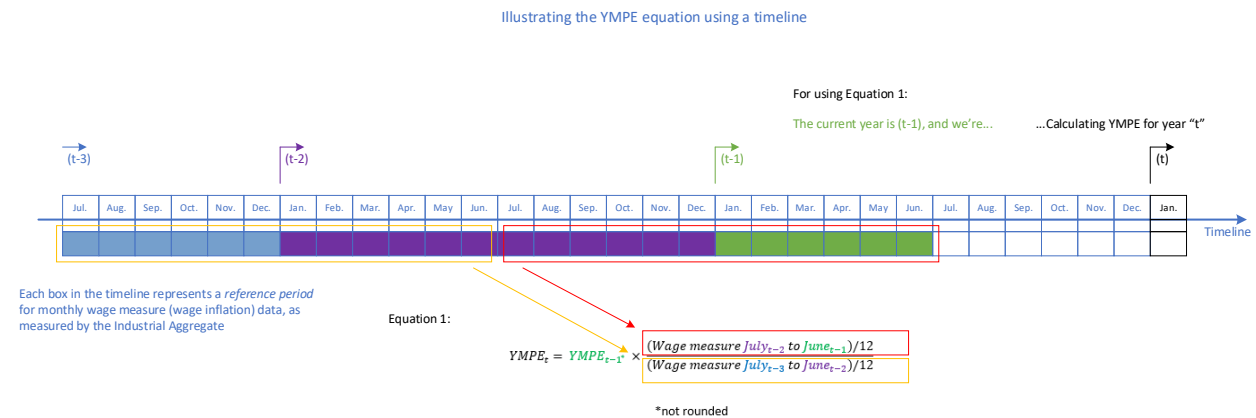 Illustrating the YMPE equation using a timeline
For using Equation 1:
The current year is (t-1), and we're... ...Calculating YMPE for year "t"
(t-3) (t-2) (t-1) (t)
Jul. Aug. Sep. Oct. Nov. Dec. Jan. Feb. Mar. Apr. May Jun. Jul. Aug. Sep. Oct. Nov. Dec. Jan. Feb. Mar. Apr. May Jun. Jul. Aug. Sep. Oct. Nov. Dec. Jan.
Timeline
Each box in the timeline represents a reference period
for monthly wage measure (wage inflation) data, as
measured by the Industrial Aggregate
Equation 1:
(Wage measure July_{t−2} to June_{t−1})/12
YMPE_t = YMPE_{t−1*} ×
(Wage measure July_{t−3} to June_{t−2})/12
*not rounded